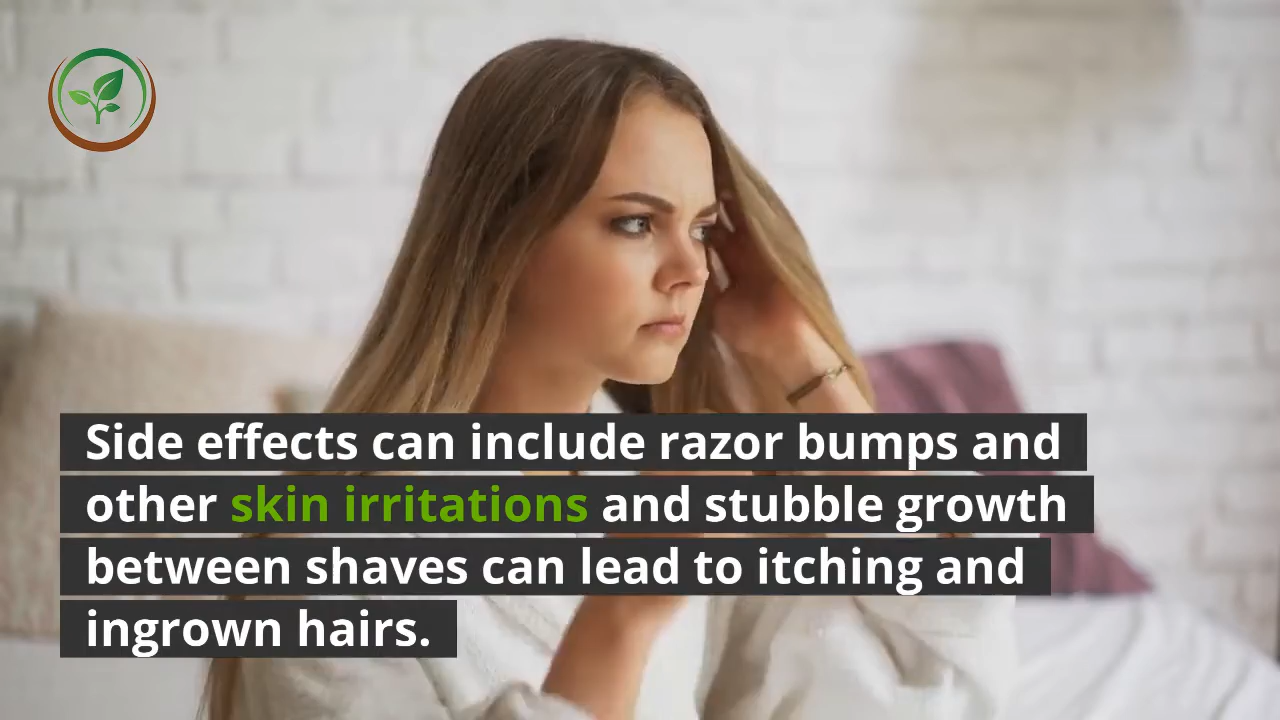 Side effects can include razor bumps and
other skin irritations and stubble growth
between shaves can lead to itching and
ingrown hairs.